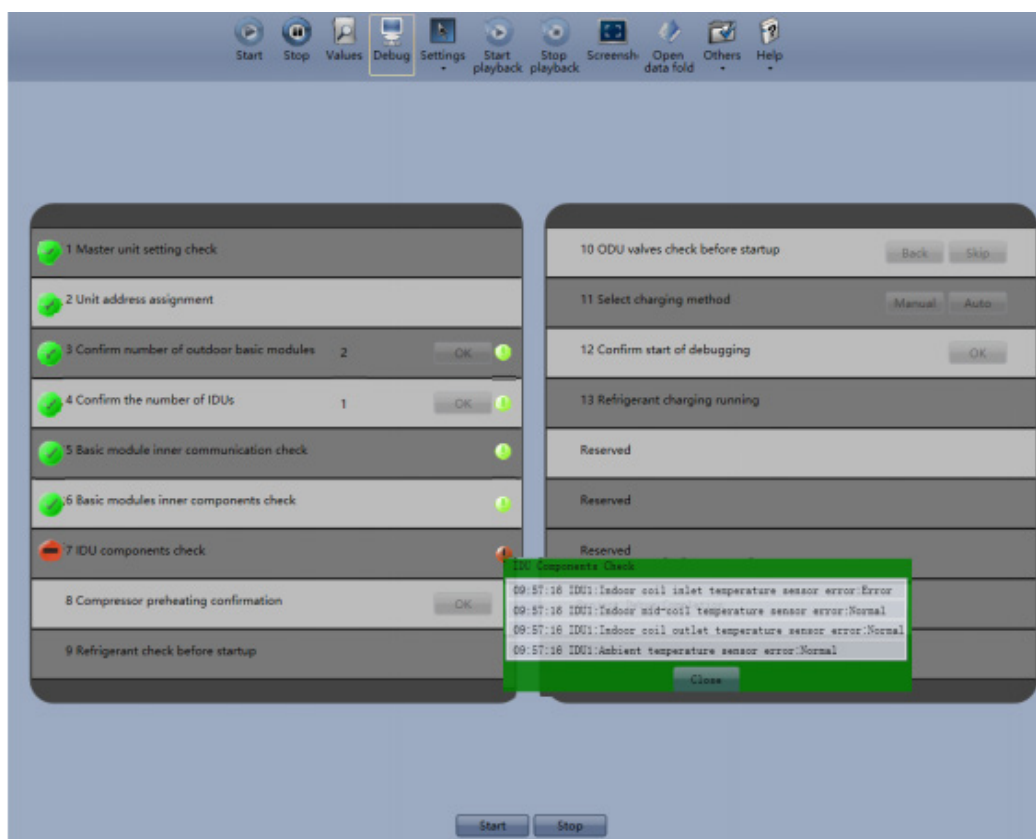 Start
Stop
Values
Debug
Settings
Start
playback
Stop
playback
Screensh
Open
data fold
Others
Help
1 Master unit setting check
2 Unit address assignment
3 Confirm number of outdoor basic modules 2 OK
4 Confirm the number of IDUs 1 OK
5 Basic module inner communication check
6 Basic modules inner components check
7 IDU components check
8 Compressor preheating confirmation OK
9 Refrigerant check before startup
10 ODU valves check before startup Back Skip
11 Select charging method Manual Auto
12 Confirm start of debugging OK
13 Refrigerant charging running
Reserved
Reserved
Reserved
IDU Components Check
09:57:16 IDU1:Indoor coil inlet temperature sensor error:Error
09:57:16 IDU1:Indoor mid-coil temperature sensor error:Normal
09:57:16 IDU1:Indoor coil outlet temperature sensor error:Normal
09:57:16 IDU1:Ambient temperature sensor error:Normal
Close
Start Stop